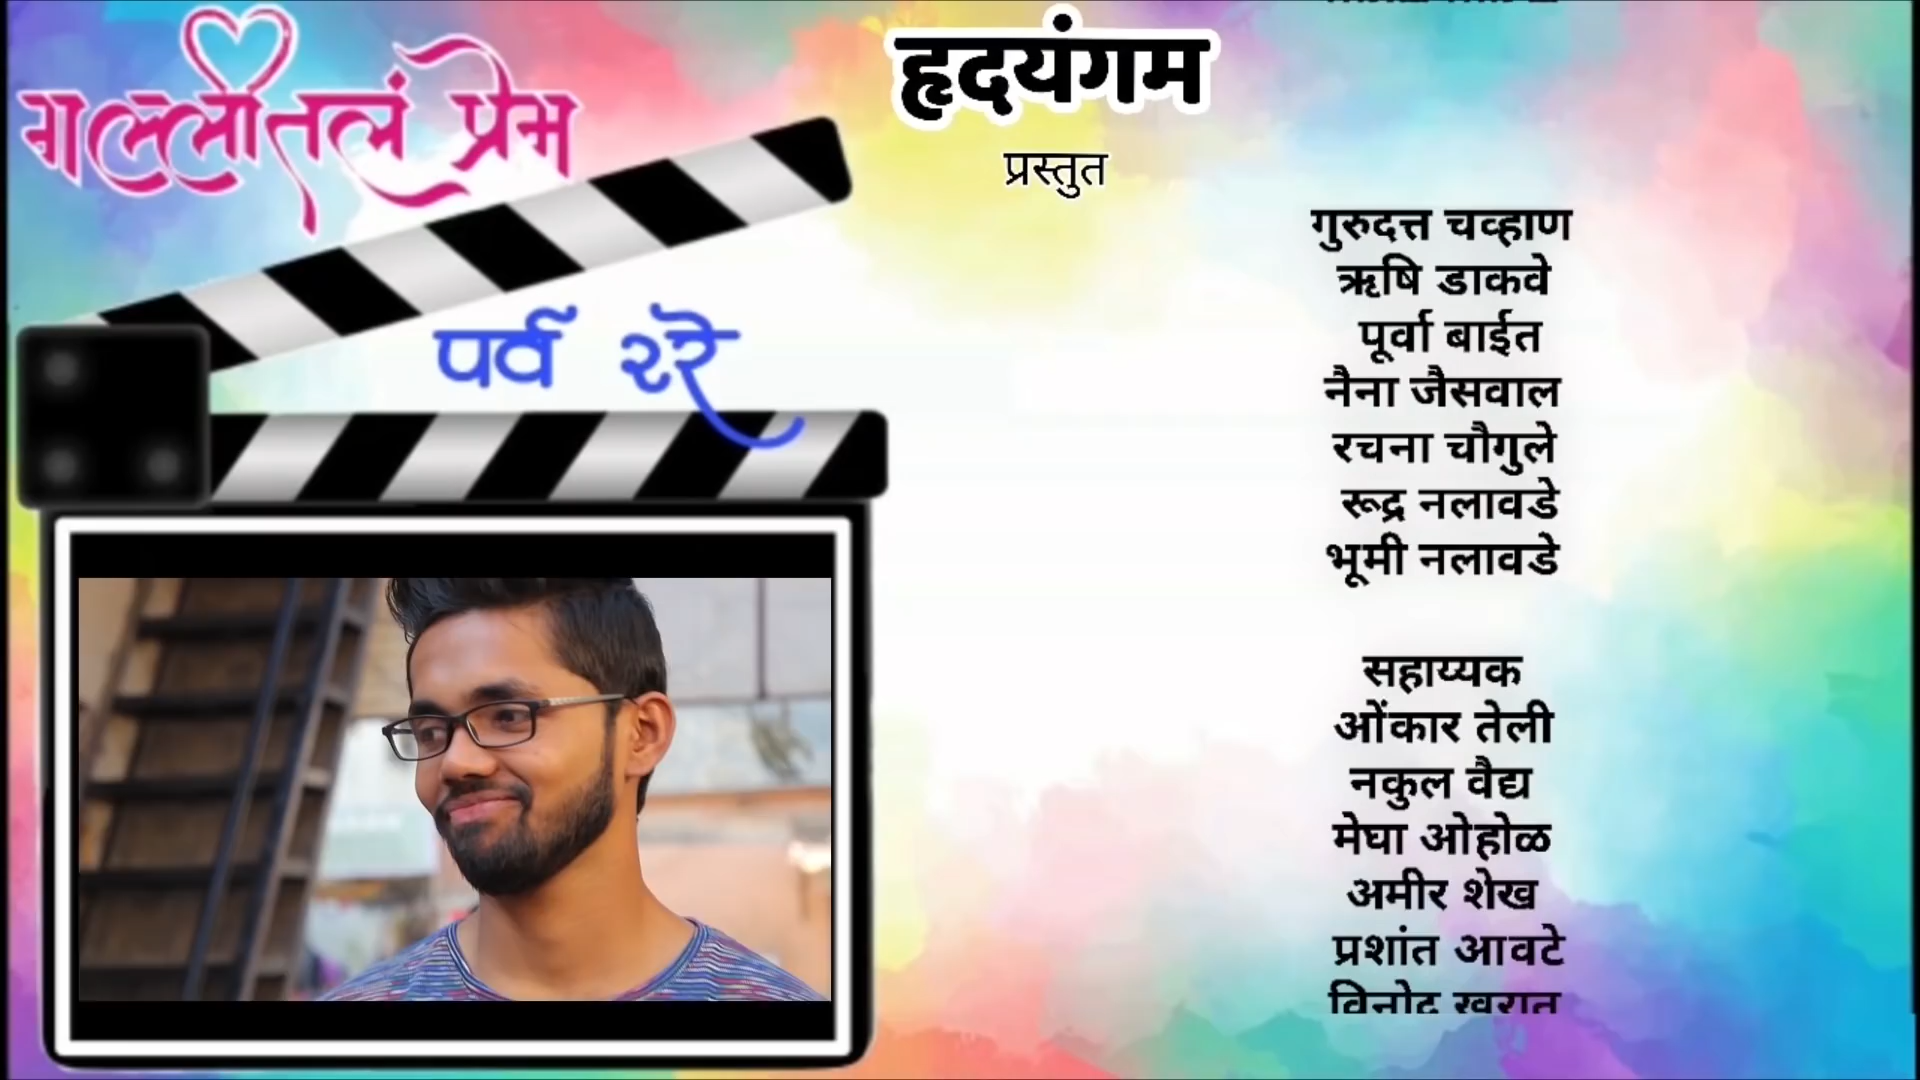 गल्लीतलं प्रेम
पर्व २रे
हृदयंगम
प्रस्तुत
गुरुदत्त चव्हाण
ऋषि डाकवे
पूर्वा बाईत
नैना जैसवाल
रचना चौगुले
रूद्र नलावडे
भूमी नलावडे
सहाय्यक
ओंकार तेली
नकुल वैद्य
मेघा ओहोळ
अमीर शेख
प्रशांत आवटे
विनोद खरात